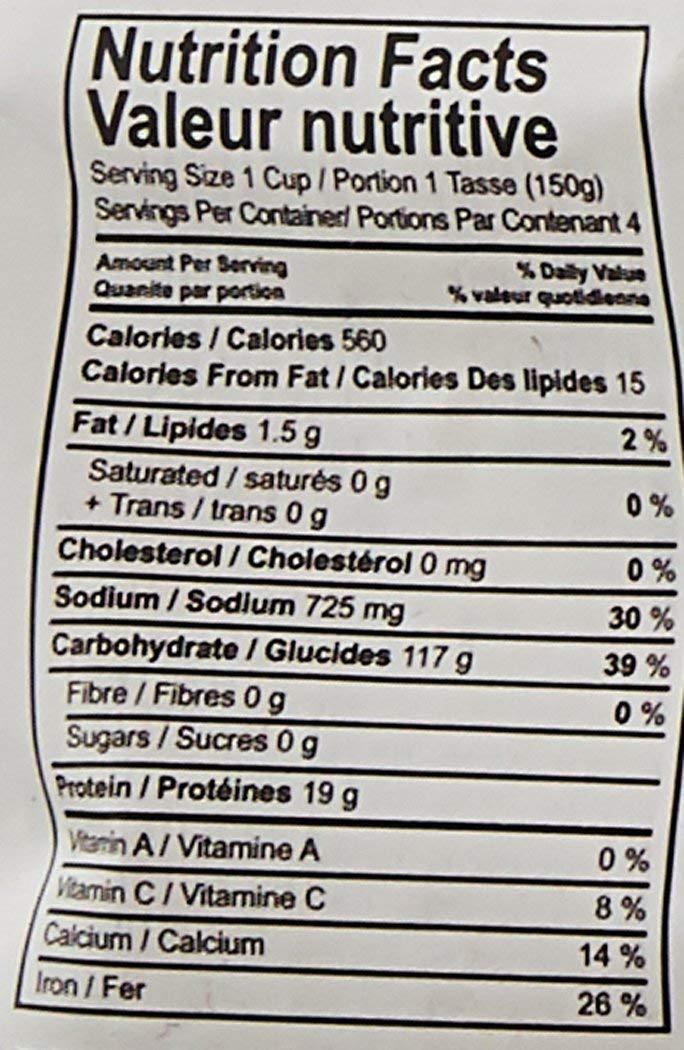 Nutrition Facts
Valeur nutritive
Serving Size 1 Cup / Portion 1 Tasse (150g)
Servings Per Container/ Portions Par Contenant 4
Amount Per Serving % Daily Value
Quanite par portion % valeur quotidienne
Calories / Calories 560
Calories From Fat / Calories Des lipides 15
Fat / Lipides 1.5 g 2 %
Saturated / saturés 0 g
+ Trans / trans 0 g 0 %
Cholesterol / Cholestérol 0 mg 0 %
Sodium / Sodium 725 mg 30 %
Carbohydrate / Glucides 117 g 39 %
Fibre / Fibres 0 g 0 %
Sugars / Sucres 0 g
Protein / Protéines 19 g
Vitamin A / Vitamine A 0 %
Vitamin C / Vitamine C 8 %
Calcium / Calcium 14 %
Iron / Fer 26 %